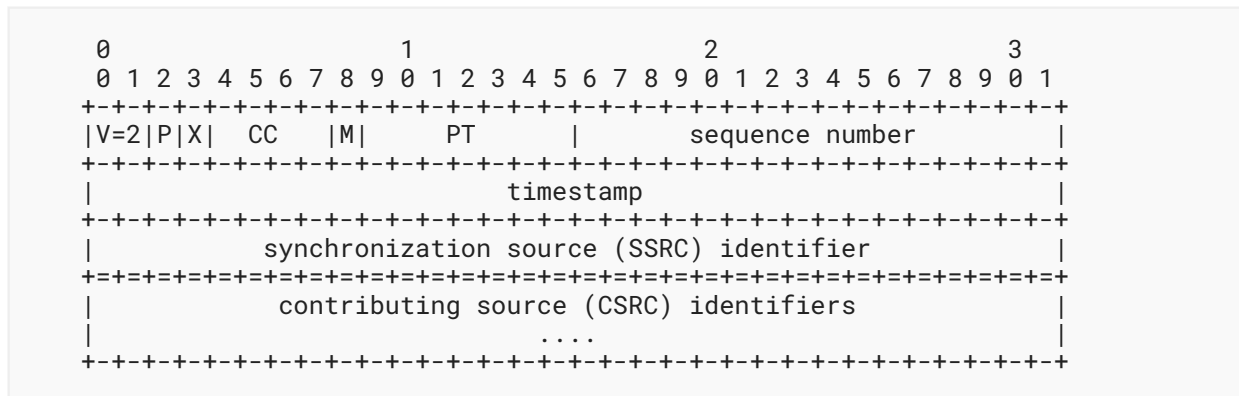 0                   1                   2                   3
 0 1 2 3 4 5 6 7 8 9 0 1 2 3 4 5 6 7 8 9 0 1 2 3 4 5 6 7 8 9 0 1
+-+-+-+-+-+-+-+-+-+-+-+-+-+-+-+-+-+-+-+-+-+-+-+-+-+-+-+-+-+-+-+-+
|V=2|P|X|  CC   |M|     PT      |       sequence number         |
+-+-+-+-+-+-+-+-+-+-+-+-+-+-+-+-+-+-+-+-+-+-+-+-+-+-+-+-+-+-+-+-+
|                           timestamp                           |
+-+-+-+-+-+-+-+-+-+-+-+-+-+-+-+-+-+-+-+-+-+-+-+-+-+-+-+-+-+-+-+-+
|           synchronization source (SSRC) identifier            |
+=+=+=+=+=+=+=+=+=+=+=+=+=+=+=+=+=+=+=+=+=+=+=+=+=+=+=+=+=+=+=+=+
|            contributing source (CSRC) identifiers             |
|                             ....                              |
+-+-+-+-+-+-+-+-+-+-+-+-+-+-+-+-+-+-+-+-+-+-+-+-+-+-+-+-+-+-+-+-+